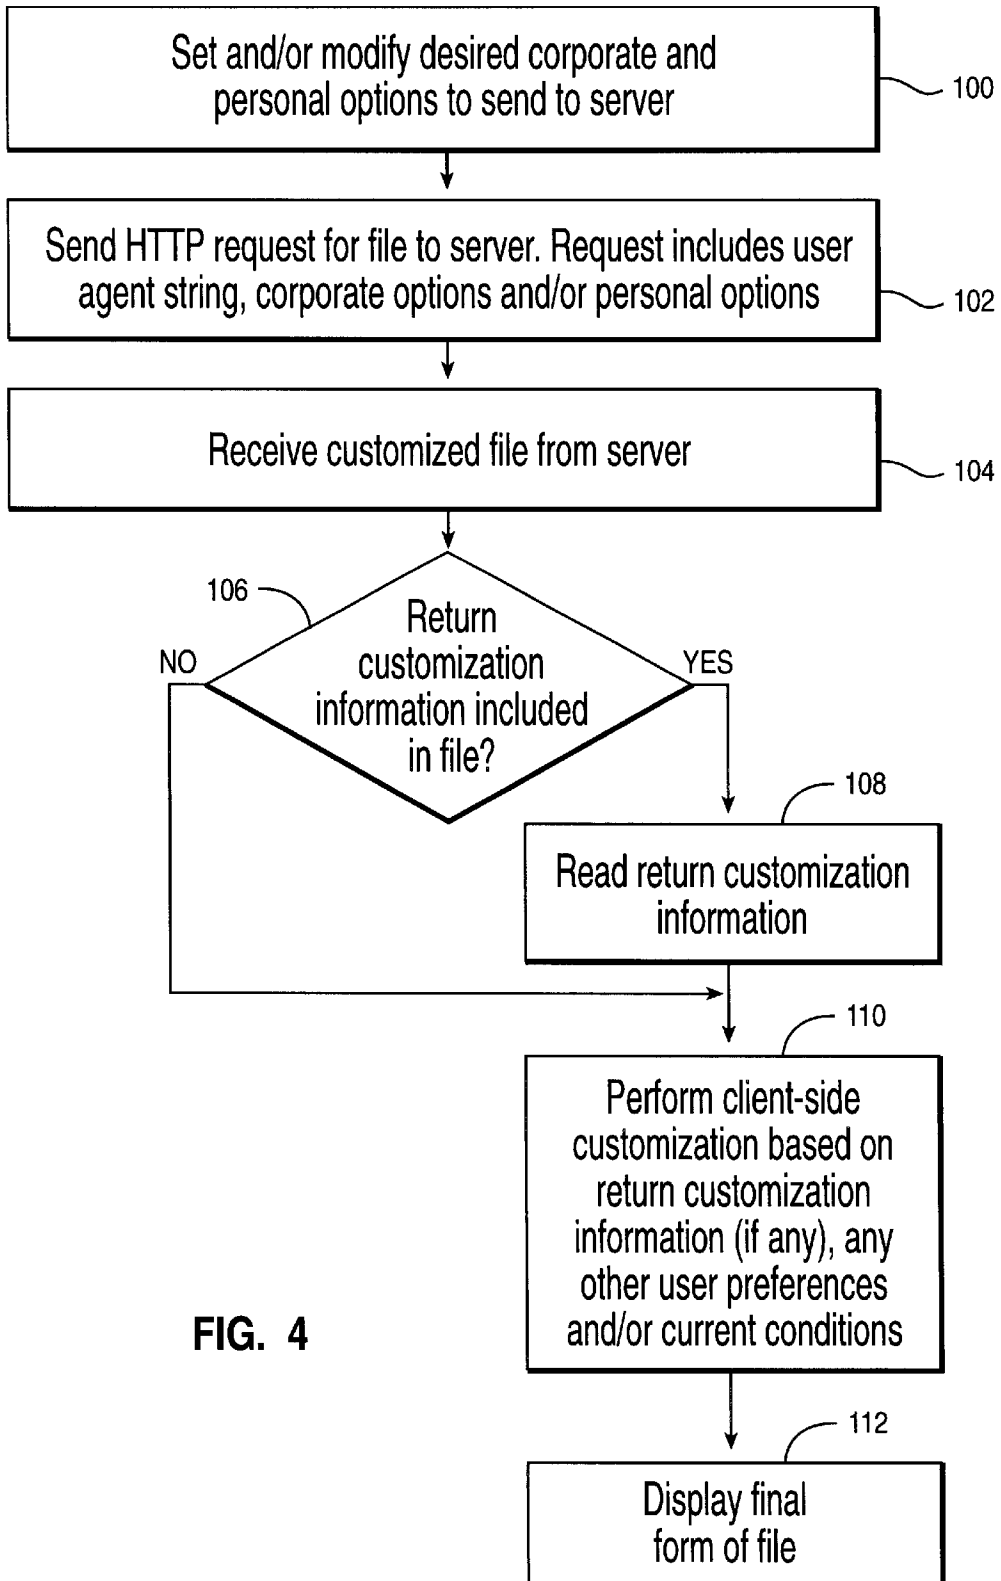 Set and/or modify desired corporate and
personal options to send to server
100
Send HTTP request for file to server. Request includes user
agent string, corporate options and/or personal options
102
Receive customized file from server
104
106
Return
customization
information included
in file?
NO
YES
108
Read return customization
information
110
Perform client-side
customization based on
return customization
information (if any), any
other user preferences
and/or current conditions
FIG. 4
112
Display final
form of file